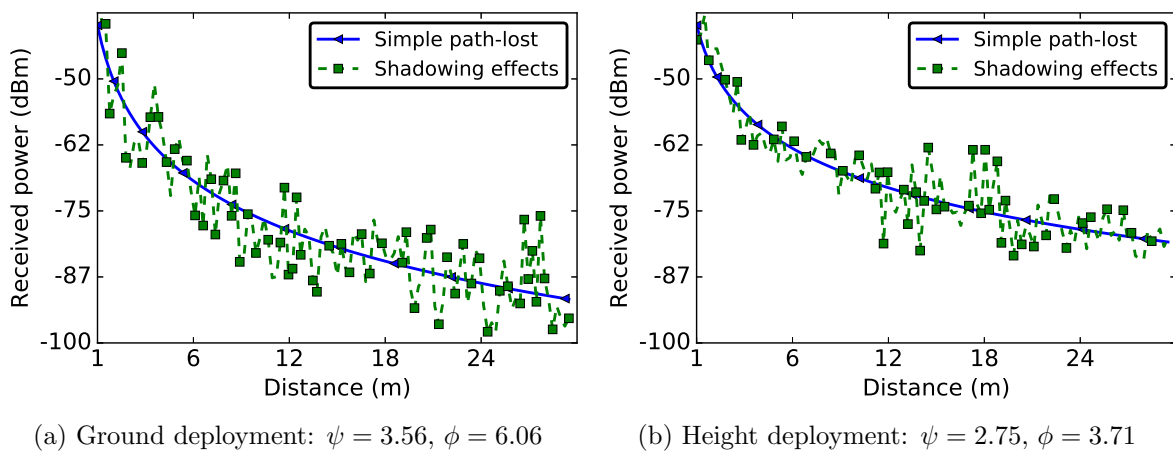 Received power (dBm)
-50
-62
-75
-87
-100
1 6 12 18 24
Distance (m)
Simple path-lost
Shadowing effects
(a) Ground deployment: ψ = 3.56, ϕ = 6.06
Received power (dBm)
-50
-62
-75
-87
-100
1 6 12 18 24
Distance (m)
Simple path-lost
Shadowing effects
(b) Height deployment: ψ = 2.75, ϕ = 3.71